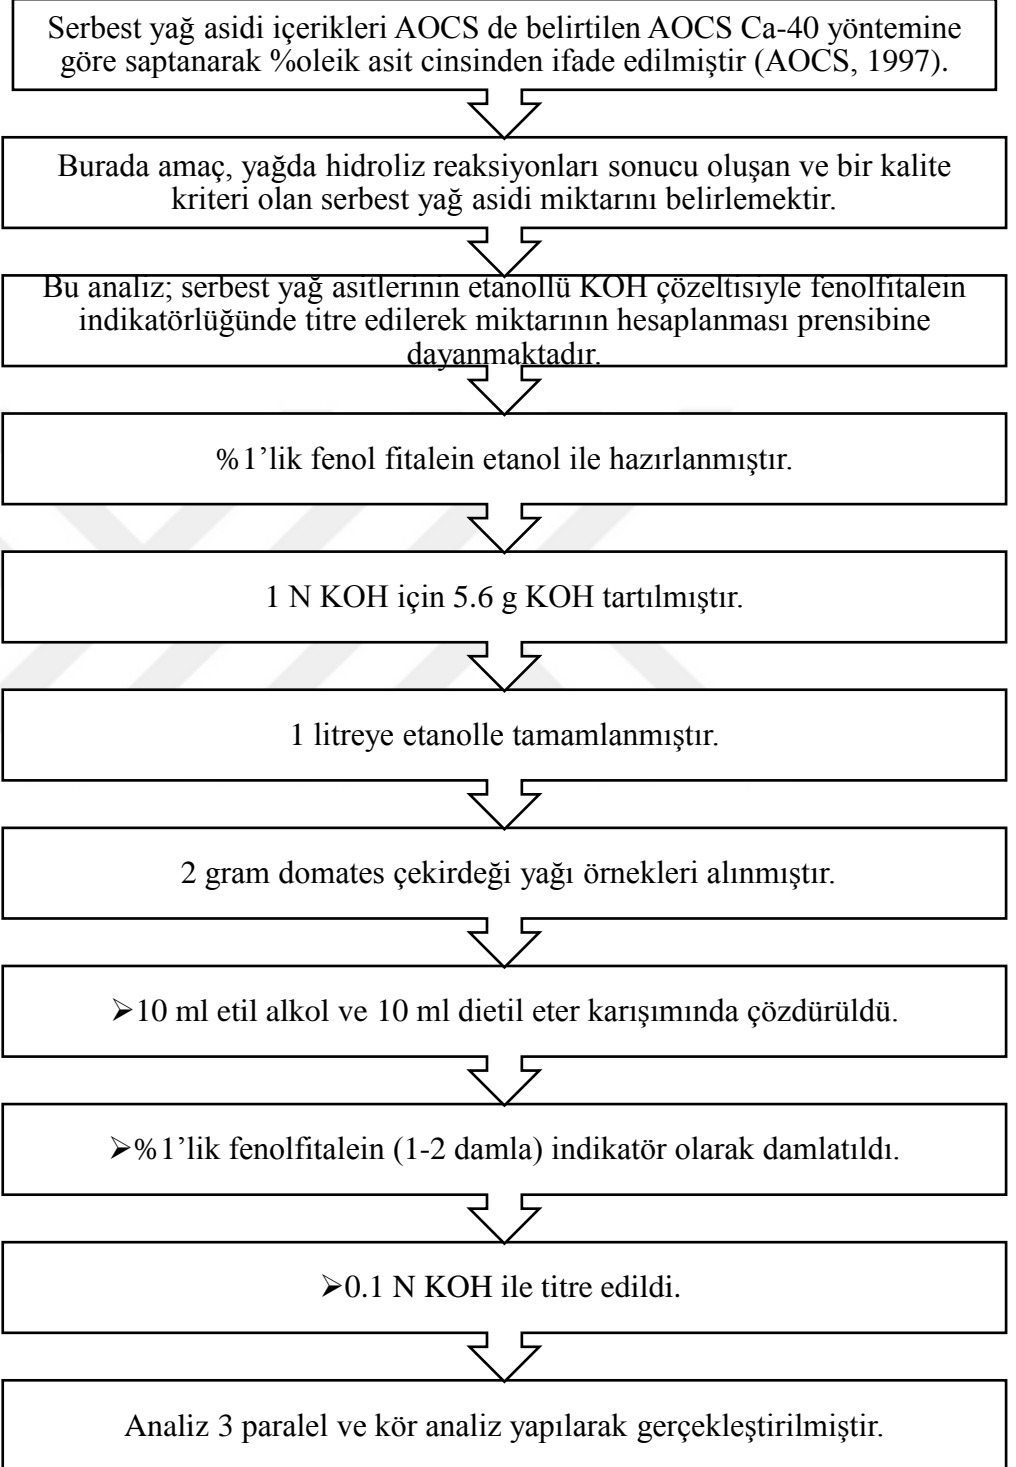 Serbest yağ asidi içerikleri AOCS de belirtilen AOCS Ca-40 yöntemine
göre saptanarak %oleik asit cinsinden ifade edilmiştir (AOCS, 1997).
Burada amaç, yağda hidroliz reaksiyonları sonucu oluşan ve bir kalite
kriteri olan serbest yağ asidi miktarını belirlemektir.
Bu analiz; serbest yağ asitlerinin etanollü KOH çözeltisiyle fenolfitalein
indikatörlüğünde titre edilerek miktarının hesaplanması prensibine
dayanmaktadır.
%1’lik fenol fitalein etanol ile hazırlanmıştır.
1 N KOH için 5.6 g KOH tartılmıştır.
1 litreye etanolle tamamlanmıştır.
2 gram domates çekirdeği yağı örnekleri alınmıştır.
➢10 ml etil alkol ve 10 ml dietil eter karışımında çözdürüldü.
➢%1’lik fenolfitalein (1-2 damla) indikatör olarak damlatıldı.
➢0.1 N KOH ile titre edildi.
Analiz 3 paralel ve kör analiz yapılarak gerçekleştirilmiştir.